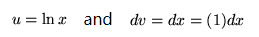 u = ln x and dv = dx = (1)dx